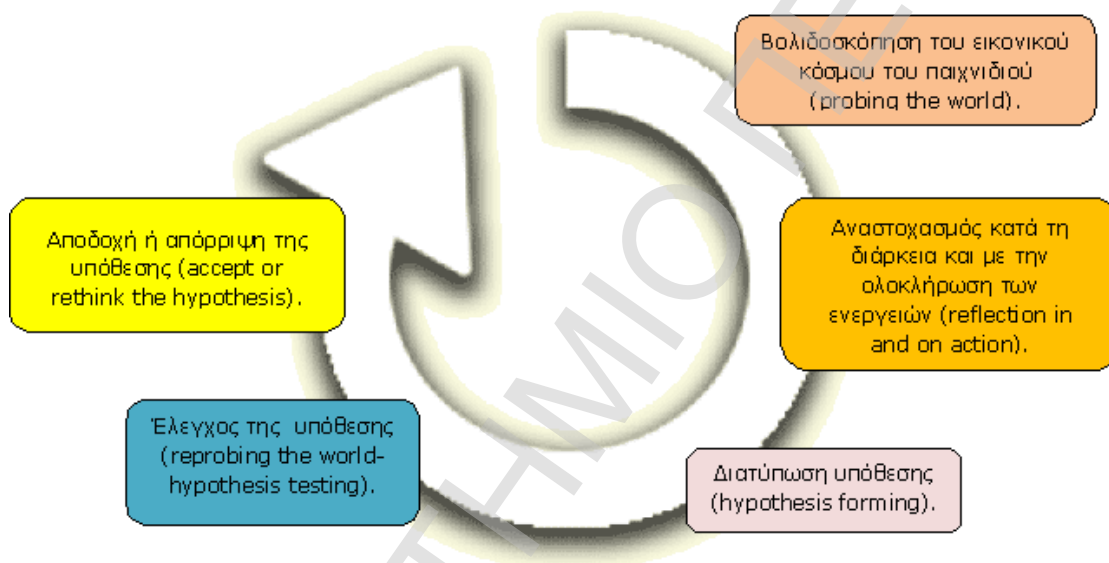 Βολιδοσκόπηση του εικονικού
κόσμου του παιχνιδιού
(probing the world).
Αναστοχασμός κατά τη
διάρκεια και με την
ολοκλήρωση των
ενεργειών (reflection in
and on action).
Διατύπωση υπόθεσης
(hypothesis forming).
Έλεγχος της υπόθεσης
(reprobing the world-
hypothesis testing).
Αποδοχή ή απόρριψη της
υπόθεσης (accept or
rethink the hypothesis).